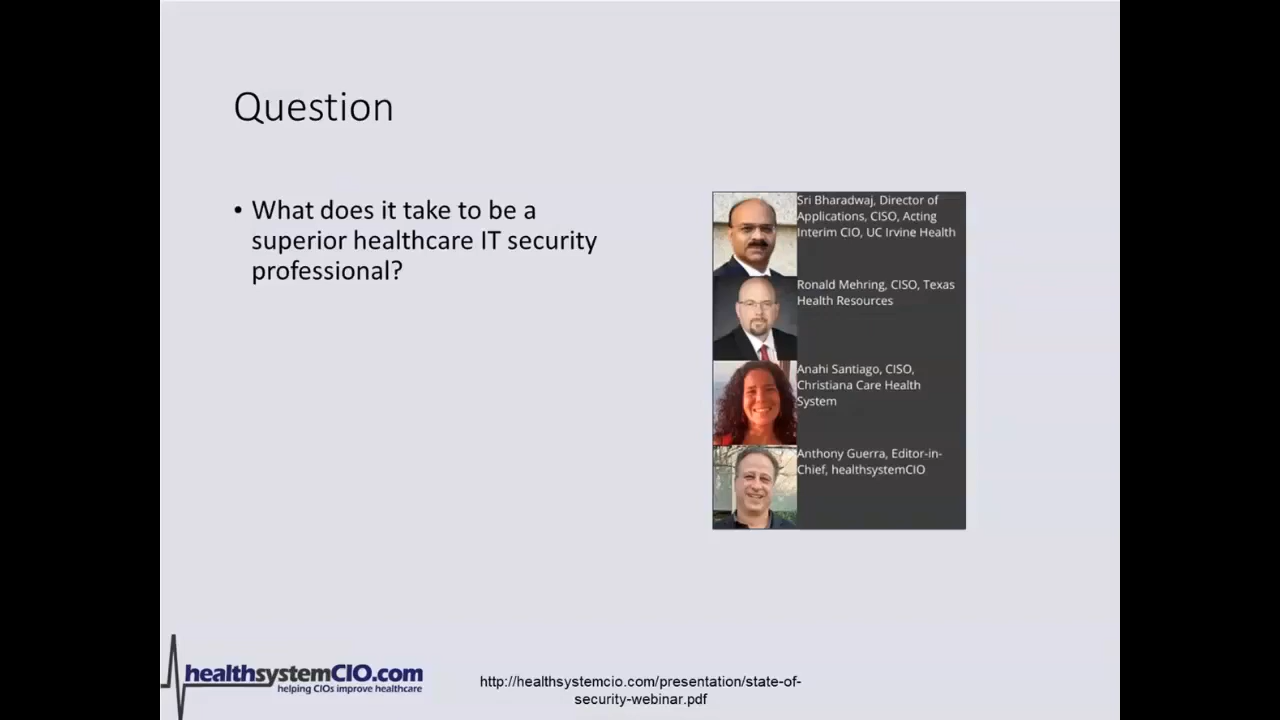 Question
• What does it take to be a
superior healthcare IT security
professional?
Sri Bharadwaj, Director of
Applications, CISO, Acting
Interim CIO, UC Irvine Health
Ronald Mehring, CISO, Texas
Health Resources
Anahi Santiago, CISO,
Christiana Care Health
System
Anthony Guerra, Editor-in-
Chief, healthsystemCIO
healthsystemCIO.com
helping CIOs improve healthcare
http://healthsystemcio.com/presentation/state-of-
security-webinar.pdf